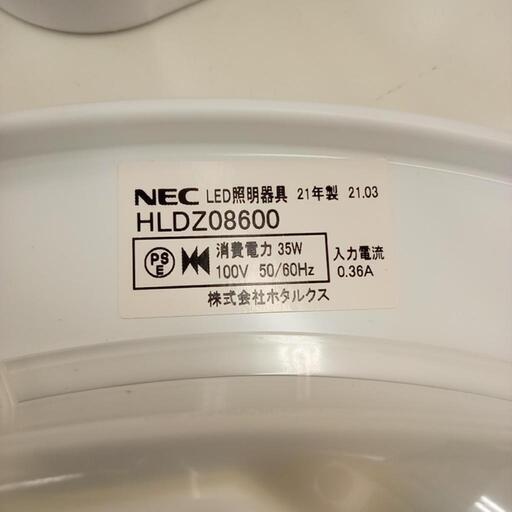 NEC LED照明器具 21年製 21.03
HLDZ08600
PSE 消費電力 35W 入力電流
100V 50/60Hz 0.36A
株式会社ホタルクス